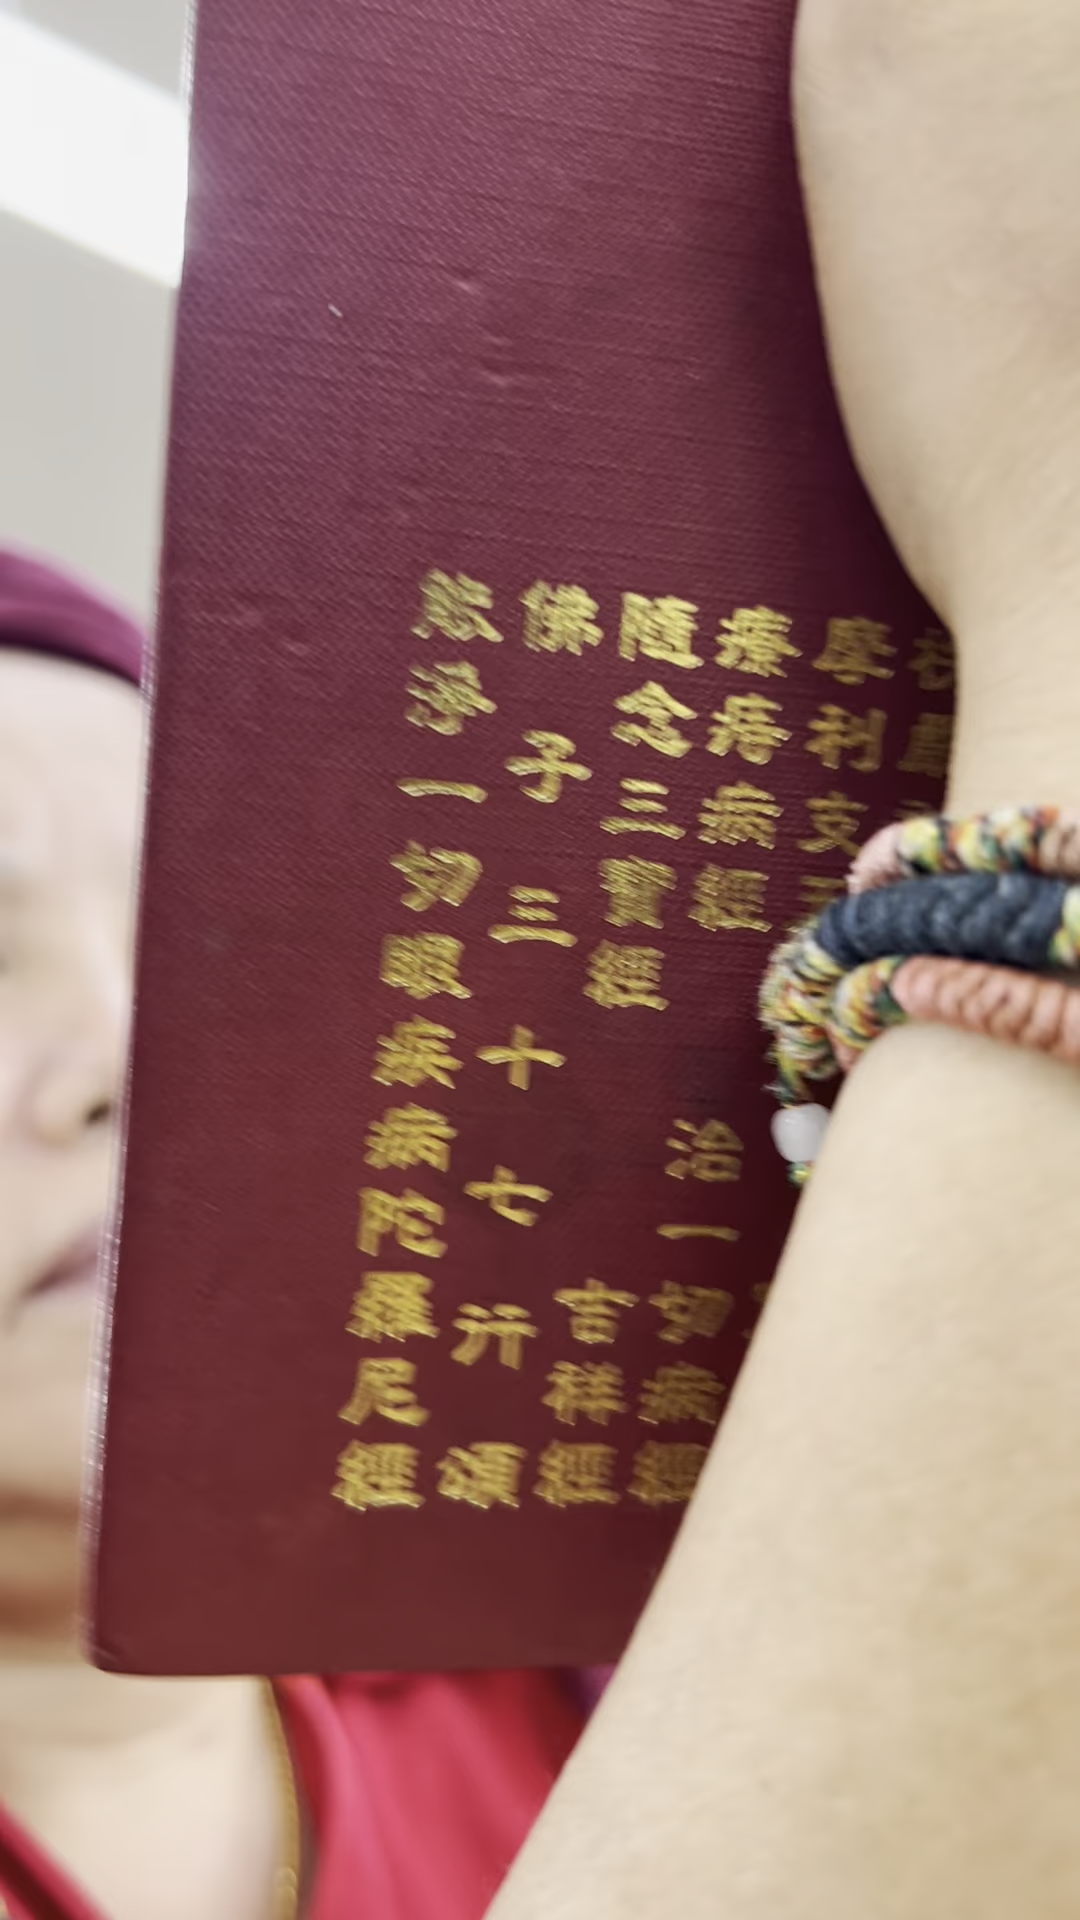 摩利支
療痔病經
治一切病經
隨念三寶經
吉祥經
佛子三十七行頌
能淨一切眼疾病陀羅尼經